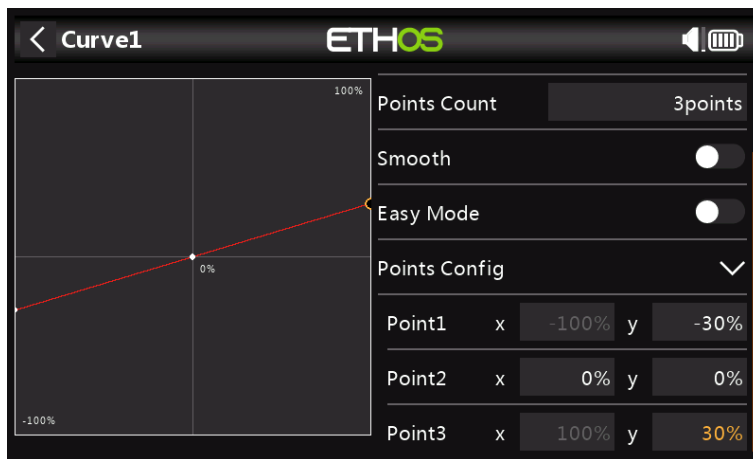 Curve1
ETHOS
100%
0%
-100%
Points Count 3points
Smooth
Easy Mode
Points Config
Point1 x -100% y -30%
Point2 x 0% y 0%
Point3 x 100% y 30%